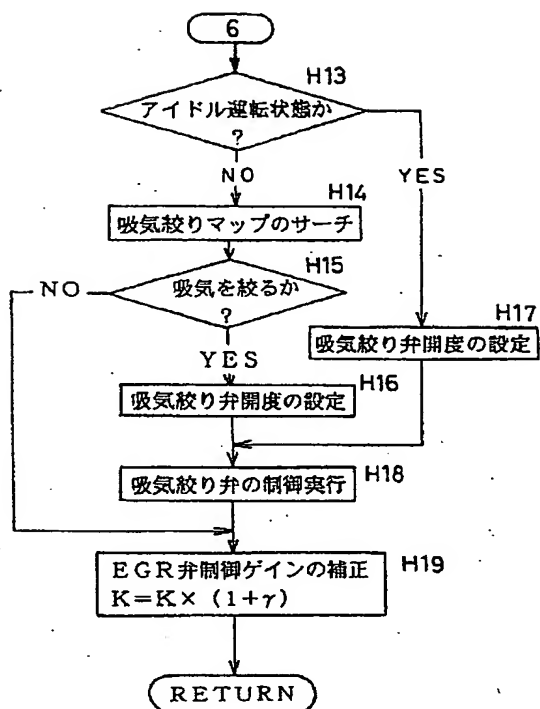 6
H13
アイドル運転状態か
?
NO
YES
H14
吸気絞りマップのサーチ
H15
NO
吸気を絞るか
?
H17
吸気絞り弁開度の設定
YES
H16
吸気絞り弁開度の設定
吸気絞り弁の制御実行
H18
EGR弁制御ゲインの補正
K=K×(1+γ)
H19
RETURN